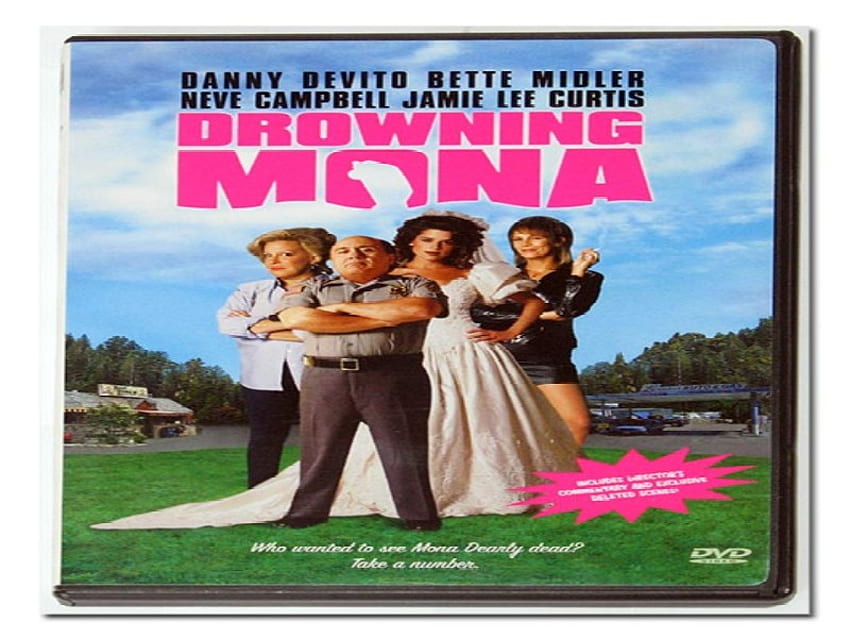 DANNY DEVITO BETTE MIDLER
NEVE CAMPBELL JAMIE LEE CURTIS
DROWNING
MONA
INCLUDES DIRECTOR'S
COMMENTARY AND EXCLUSIVE
DELETED SCENES!
Who wanted to see Mona Dearly dead?
Take a number.
DVD
VIDEO